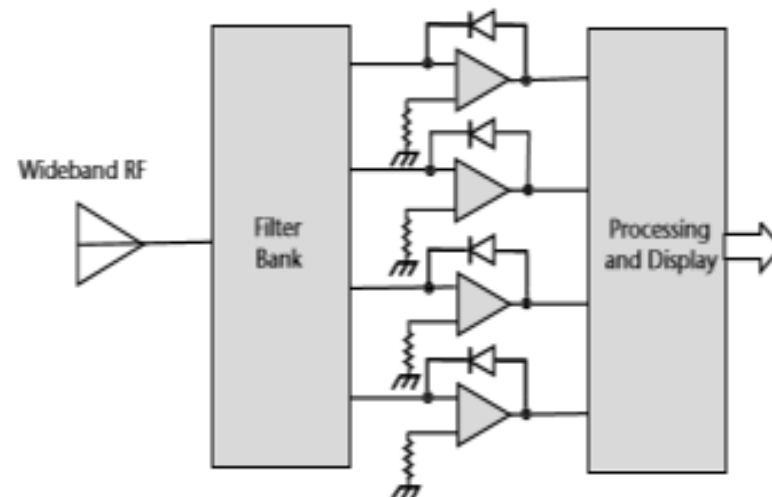 Wideband RF
Filter
Bank
Processing
and Display